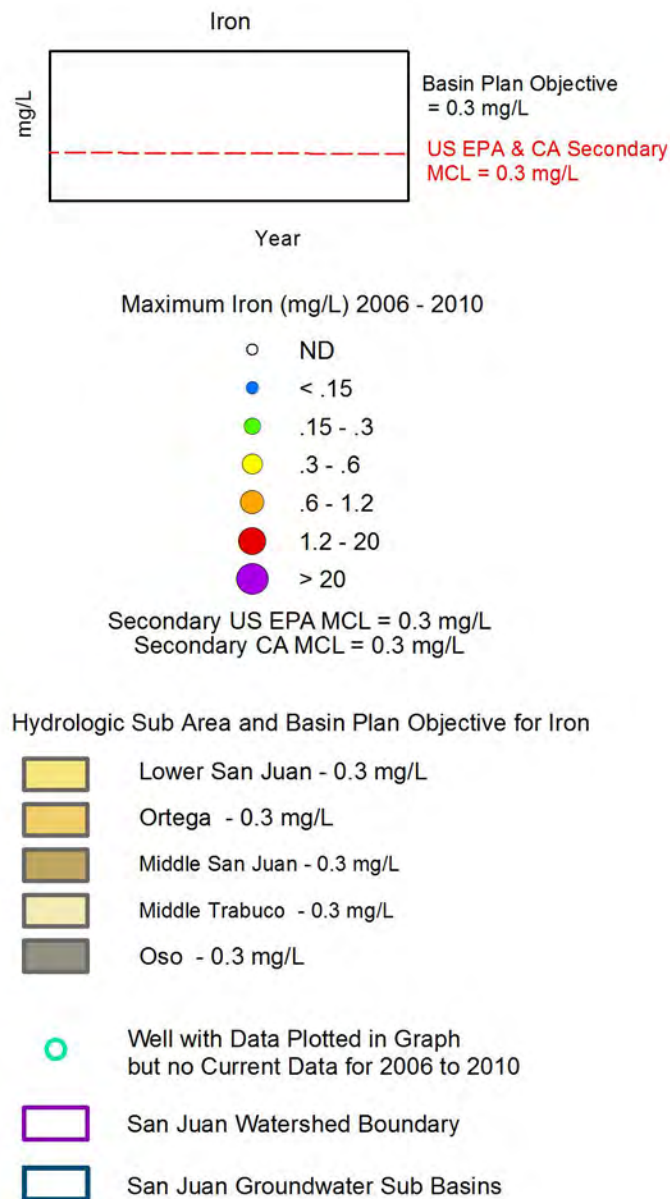 Iron
mg/L
Basin Plan Objective
= 0.3 mg/L
US EPA & CA Secondary
MCL = 0.3 mg/L
Year
Maximum Iron (mg/L) 2006 - 2010
ND
< .15
.15 - .3
.3 - .6
.6 - 1.2
1.2 - 20
> 20
Secondary US EPA MCL = 0.3 mg/L
Secondary CA MCL = 0.3 mg/L
Hydrologic Sub Area and Basin Plan Objective for Iron
Lower San Juan - 0.3 mg/L
Ortega - 0.3 mg/L
Middle San Juan - 0.3 mg/L
Middle Trabuco - 0.3 mg/L
Oso - 0.3 mg/L
Well with Data Plotted in Graph
but no Current Data for 2006 to 2010
San Juan Watershed Boundary
San Juan Groundwater Sub Basins